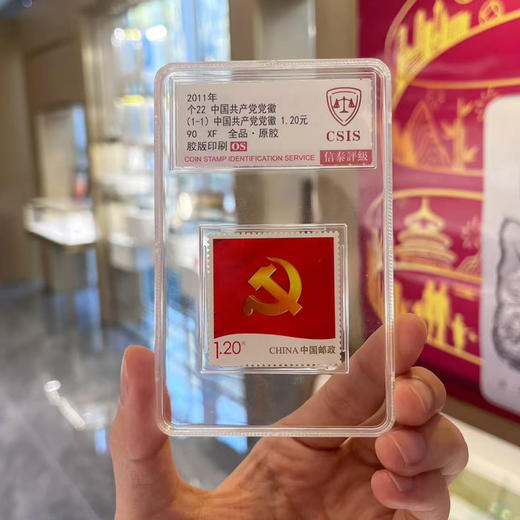 2011年
个22 中国共产党党徽
(1-1) 中国共产党党徽 1.20元
90 XF 全品·原胶
胶版印刷 OS
COIN STAMP IDENTIFICATION SERVICE
CSIS
信泰評級
1.20元
CHINA 中国邮政